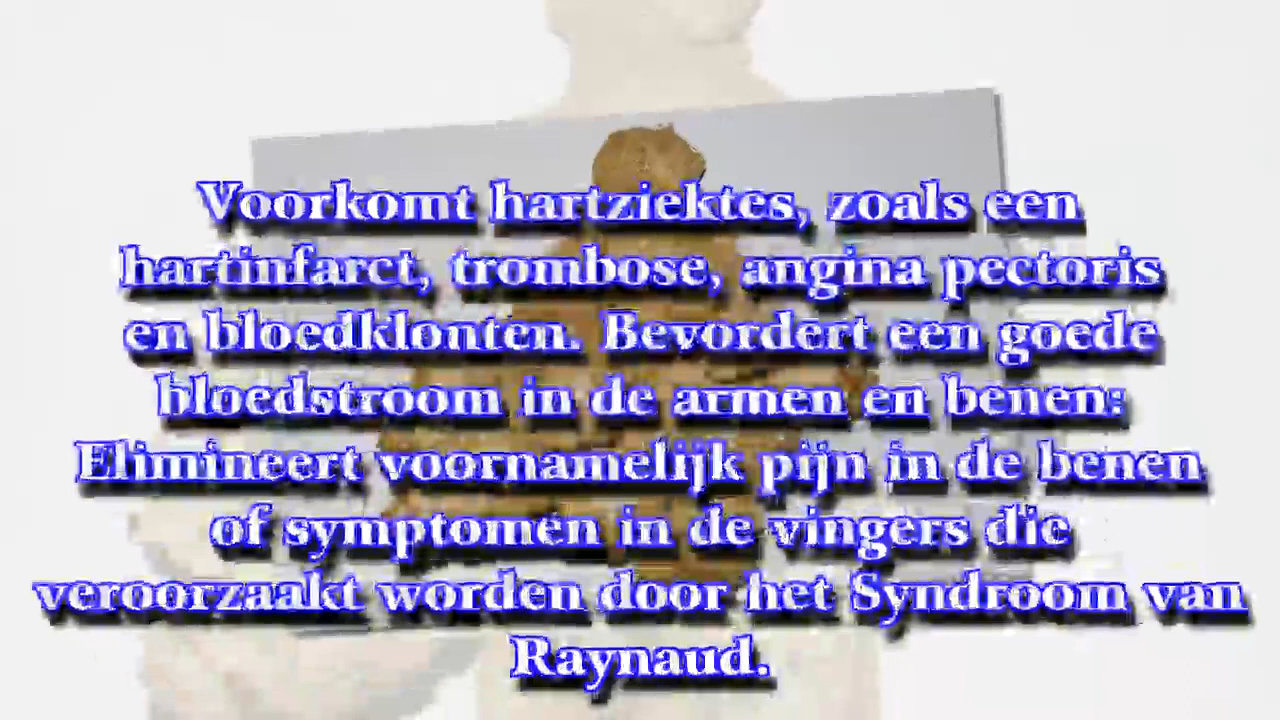 Voorkomt hartziektes, zoals een
hartinfarct, trombose, angina pectoris
en bloedklonten. Bevordert een goede
bloedstroom in de armen en benen:
Elimineert voornamelijk pijn in de benen
of symptomen in de vingers die
veroorzaakt worden door het Syndroom van
Raynaud.